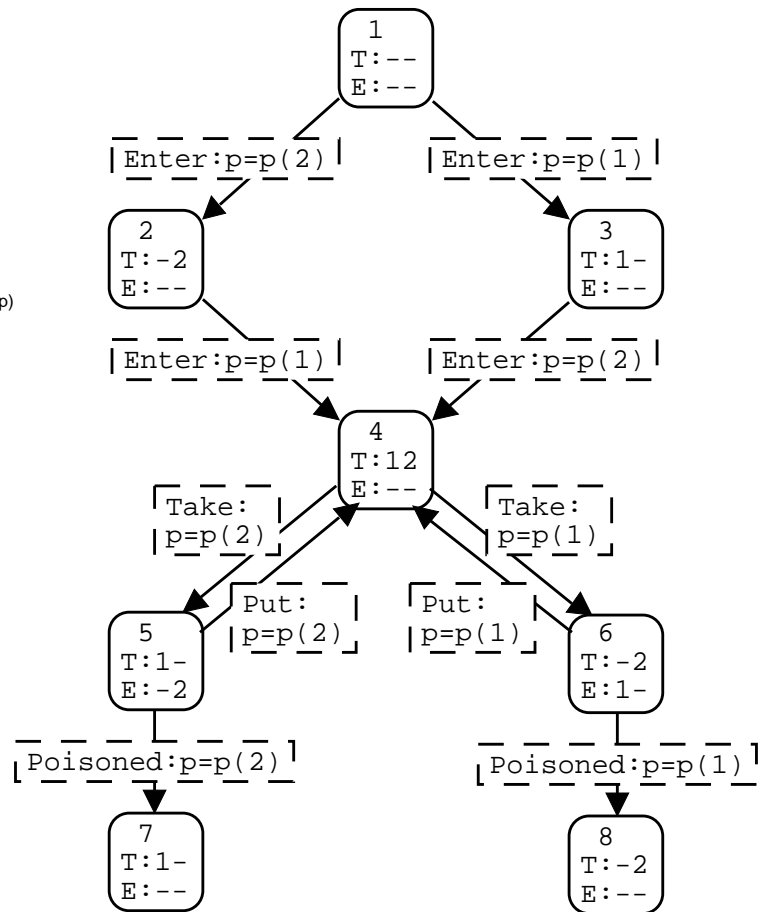 1
T:--
E:--
Enter:p=p(2)
Enter:p=p(1)
2
T:-2
E:--
3
T:1-
E:--
p)
Enter:p=p(1)
Enter:p=p(2)
4
T:12
E:--
Take:
p=p(2)
Take:
p=p(1)
Put:
p=p(2)
Put:
p=p(1)
5
T:1-
E:-2
6
T:-2
E:1-
Poisoned:p=p(2)
Poisoned:p=p(1)
7
T:1-
E:--
8
T:-2
E:--